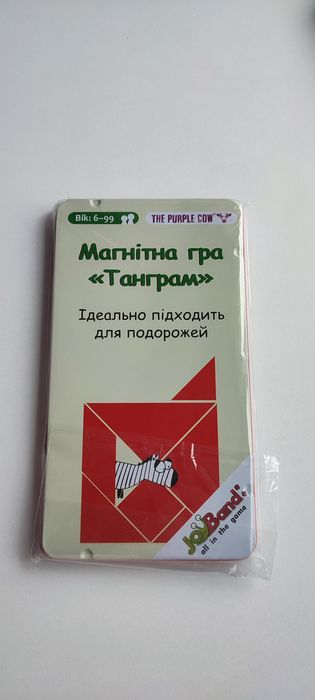 Вік: 6-99
THE PURPLE COW
Магнітна гра
«Танграм»
Ідеально підходить
для подорожей
JoyBand
all in the game